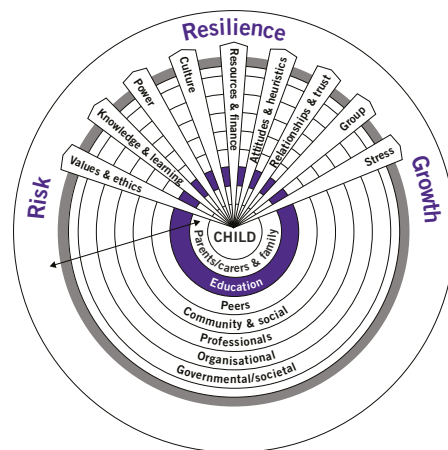 Resilience
Risk
Growth
Values & ethics
Knowledge & learning
Power
Culture
Resources & finance
Attitudes & heuristics
Relationships & trust
Group
Stress
CHILD
Parents/carers & family
Education
Peers
Community & social
Professionals
Organisational
Governmental/societal